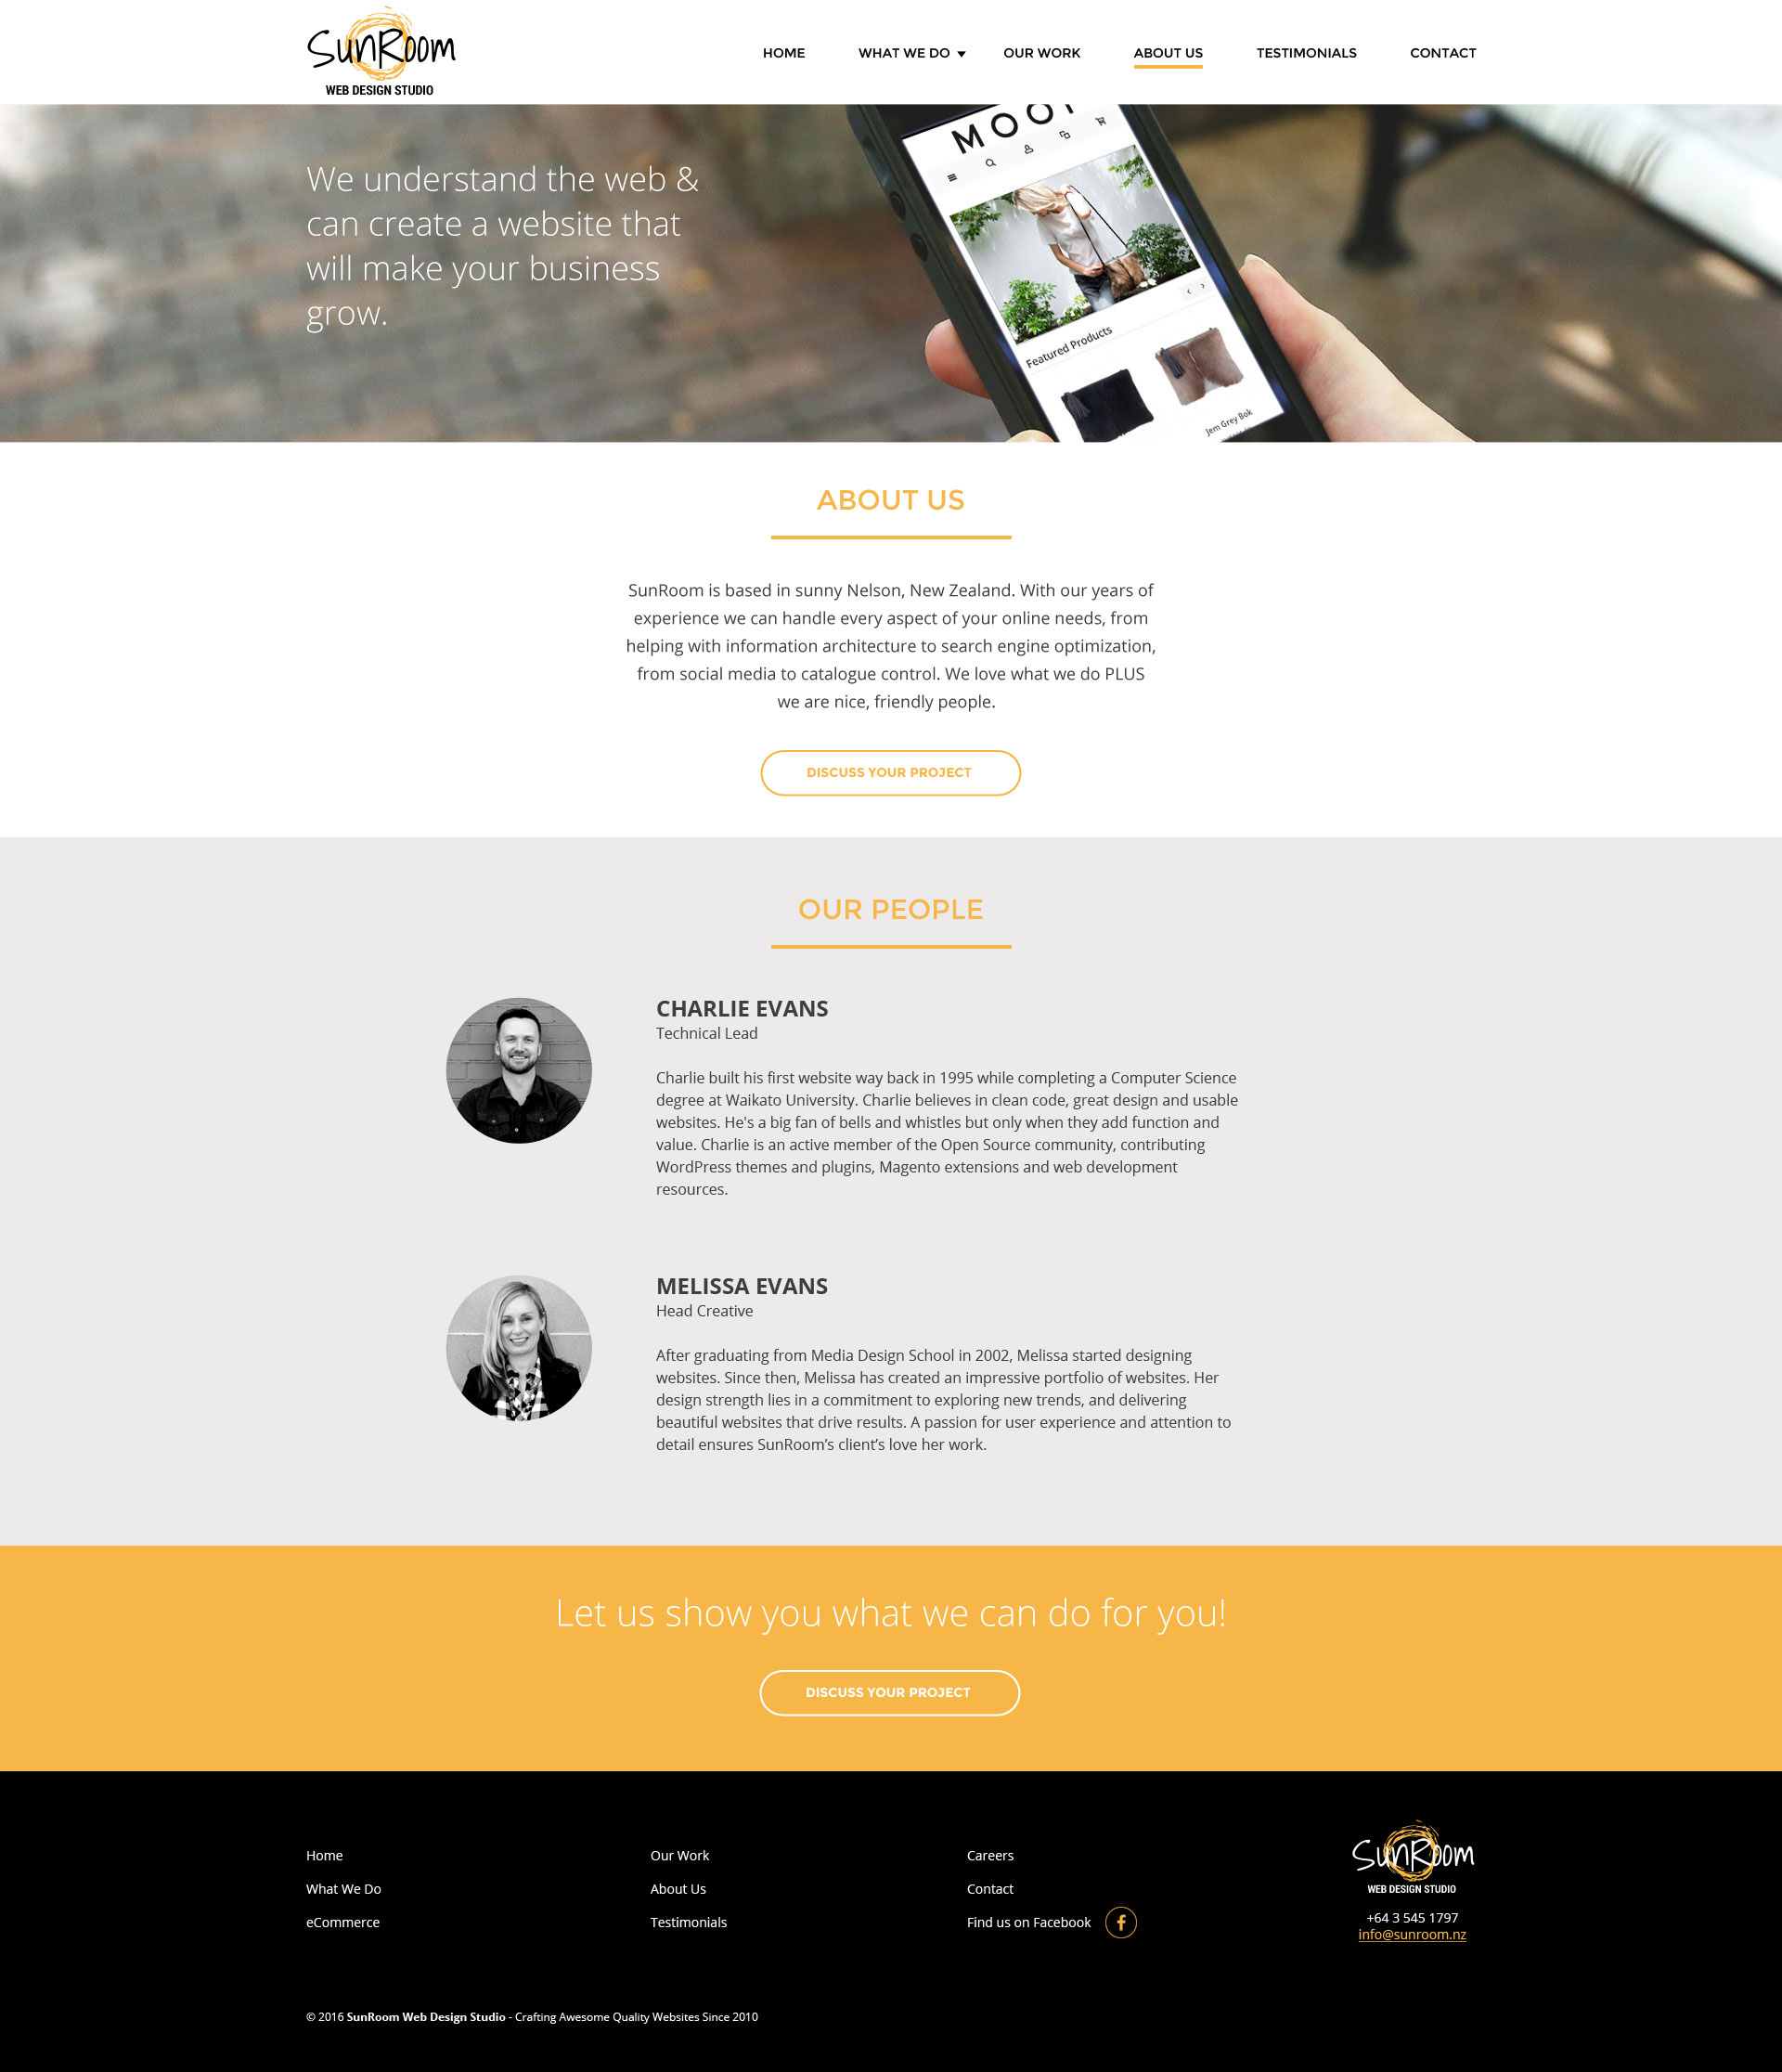 SunRoom
WEB DESIGN STUDIO
HOME
WHAT WE DO
OUR WORK
ABOUT US
TESTIMONIALS
CONTACT
We understand the web &
can create a website that
will make your business
grow.
Featured Products
Jem Grey Bok
ABOUT US
SunRoom is based in sunny Nelson, New Zealand. With our years of
experience we can handle every aspect of your online needs, from
helping with information architecture to search engine optimization,
from social media to catalogue control. We love what we do PLUS
we are nice, friendly people.
DISCUSS YOUR PROJECT
OUR PEOPLE
CHARLIE EVANS
Technical Lead
Charlie built his first website way back in 1995 while completing a Computer Science
degree at Waikato University. Charlie believes in clean code, great design and usable
websites. He's a big fan of bells and whistles but only when they add function and
value. Charlie is an active member of the Open Source community, contributing
WordPress themes and plugins, Magento extensions and web development
resources.
MELISSA EVANS
Head Creative
After graduating from Media Design School in 2002, Melissa started designing
websites. Since then, Melissa has created an impressive portfolio of websites. Her
design strength lies in a commitment to exploring new trends, and delivering
beautiful websites that drive results. A passion for user experience and attention to
detail ensures SunRoom’s client’s love her work.
Let us show you what we can do for you!
DISCUSS YOUR PROJECT
Home
What We Do
eCommerce
Our Work
About Us
Testimonials
Careers
Contact
Find us on Facebook
SunRoom
WEB DESIGN STUDIO
+64 3 545 1797
info@sunroom.nz
© 2016 SunRoom Web Design Studio - Crafting Awesome Quality Websites Since 2010